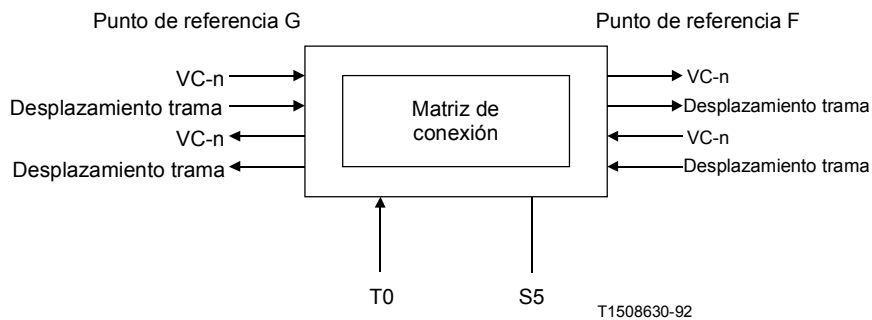 Punto de referencia G
Punto de referencia F
VC-n
Desplazamiento trama
VC-n
Desplazamiento trama
Matriz de
conexión
VC-n
Desplazamiento trama
VC-n
Desplazamiento trama
T0
S5
T1508630-92